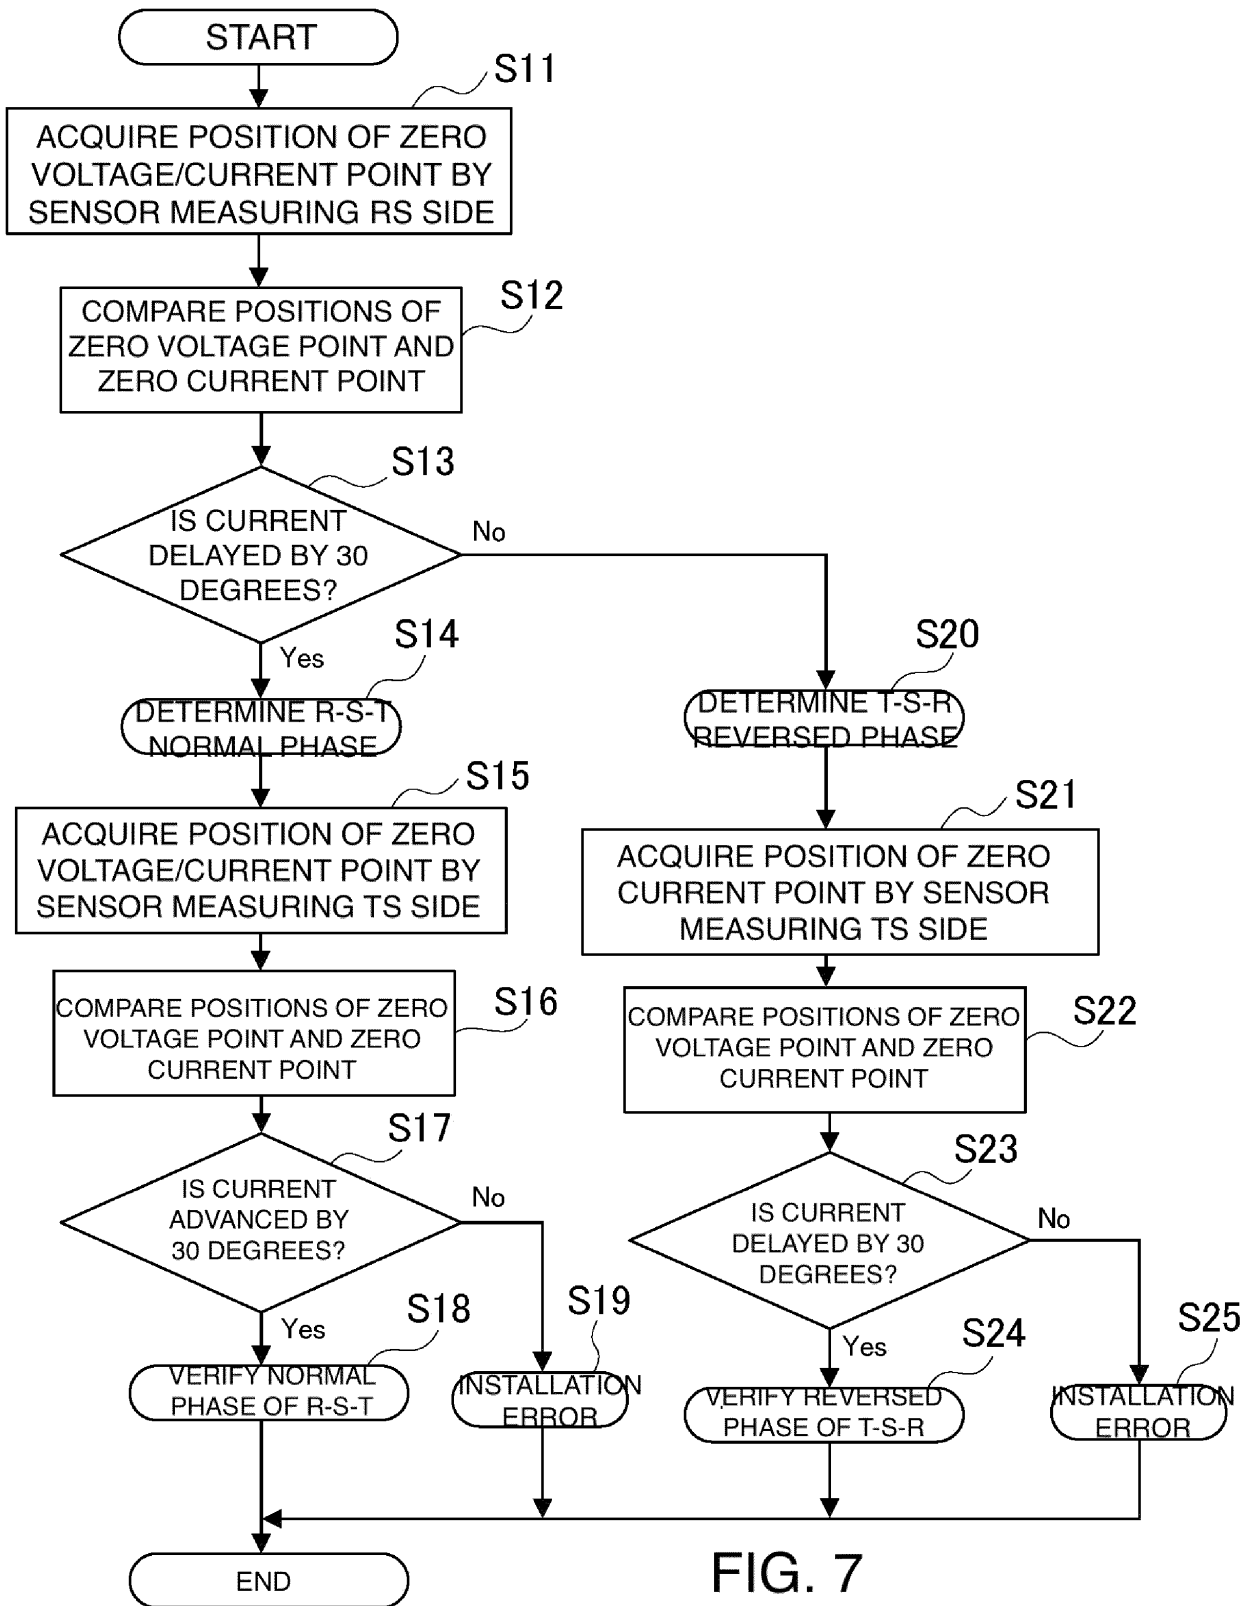 START
S11
ACQUIRE POSITION OF ZERO
VOLTAGE/CURRENT POINT BY
SENSOR MEASURING RS SIDE
S12
COMPARE POSITIONS OF
ZERO VOLTAGE POINT AND
ZERO CURRENT POINT
S13
IS CURRENT
DELAYED BY 30
DEGREES?
No
Yes
S14
DETERMINE R-S-T
NORMAL PHASE
S15
ACQUIRE POSITION OF ZERO
VOLTAGE/CURRENT POINT BY
SENSOR MEASURING TS SIDE
S16
COMPARE POSITIONS OF ZERO
VOLTAGE POINT AND ZERO
CURRENT POINT
S17
IS CURRENT
ADVANCED BY
30 DEGREES?
No
Yes
S18
VERIFY NORMAL
PHASE OF R-S-T
S19
INSTALLATION
ERROR
S20
DETERMINE T-S-R
REVERSED PHASE
S21
ACQUIRE POSITION OF ZERO
CURRENT POINT BY SENSOR
MEASURING TS SIDE
S22
COMPARE POSITIONS OF ZERO
VOLTAGE POINT AND ZERO
CURRENT POINT
S23
IS CURRENT
DELAYED BY 30
DEGREES?
No
Yes
S24
VERIFY REVERSED
PHASE OF T-S-R
S25
INSTALLATION
ERROR
END
FIG. 7